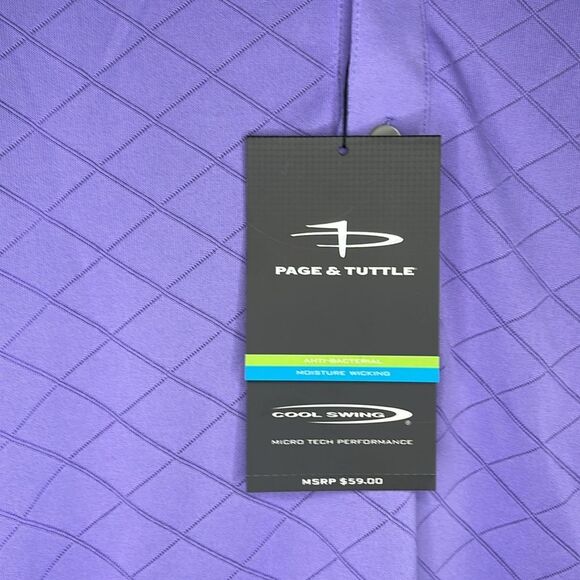 PAGE & TUTTLE
ANTI-BACTERIAL
MOISTURE WICKING
COOL SWING®
MICRO TECH PERFORMANCE
MSRP $59.00